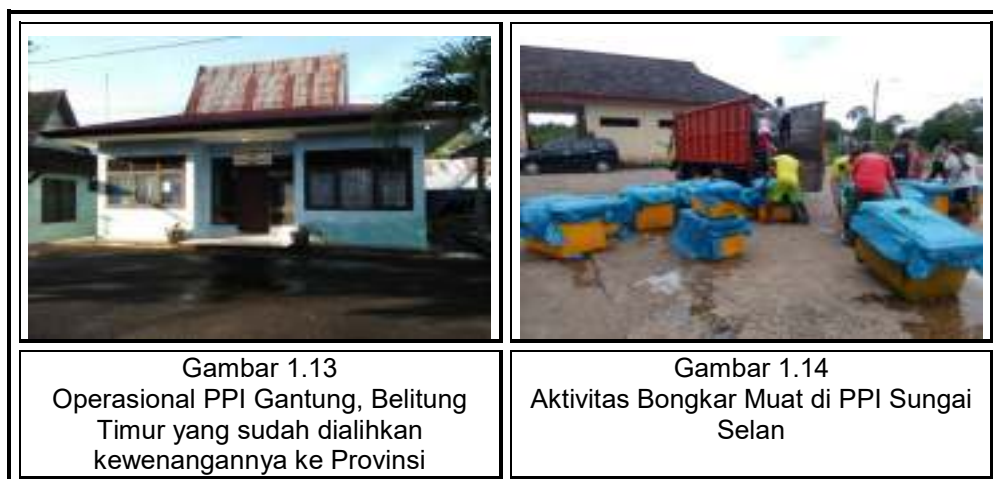 Gambar 1.13
Operasional PPI Gantung, Belitung
Timur yang sudah dialihkan
kewenangannya ke Provinsi
Gambar 1.14
Aktivitas Bongkar Muat di PPI Sungai
Selan